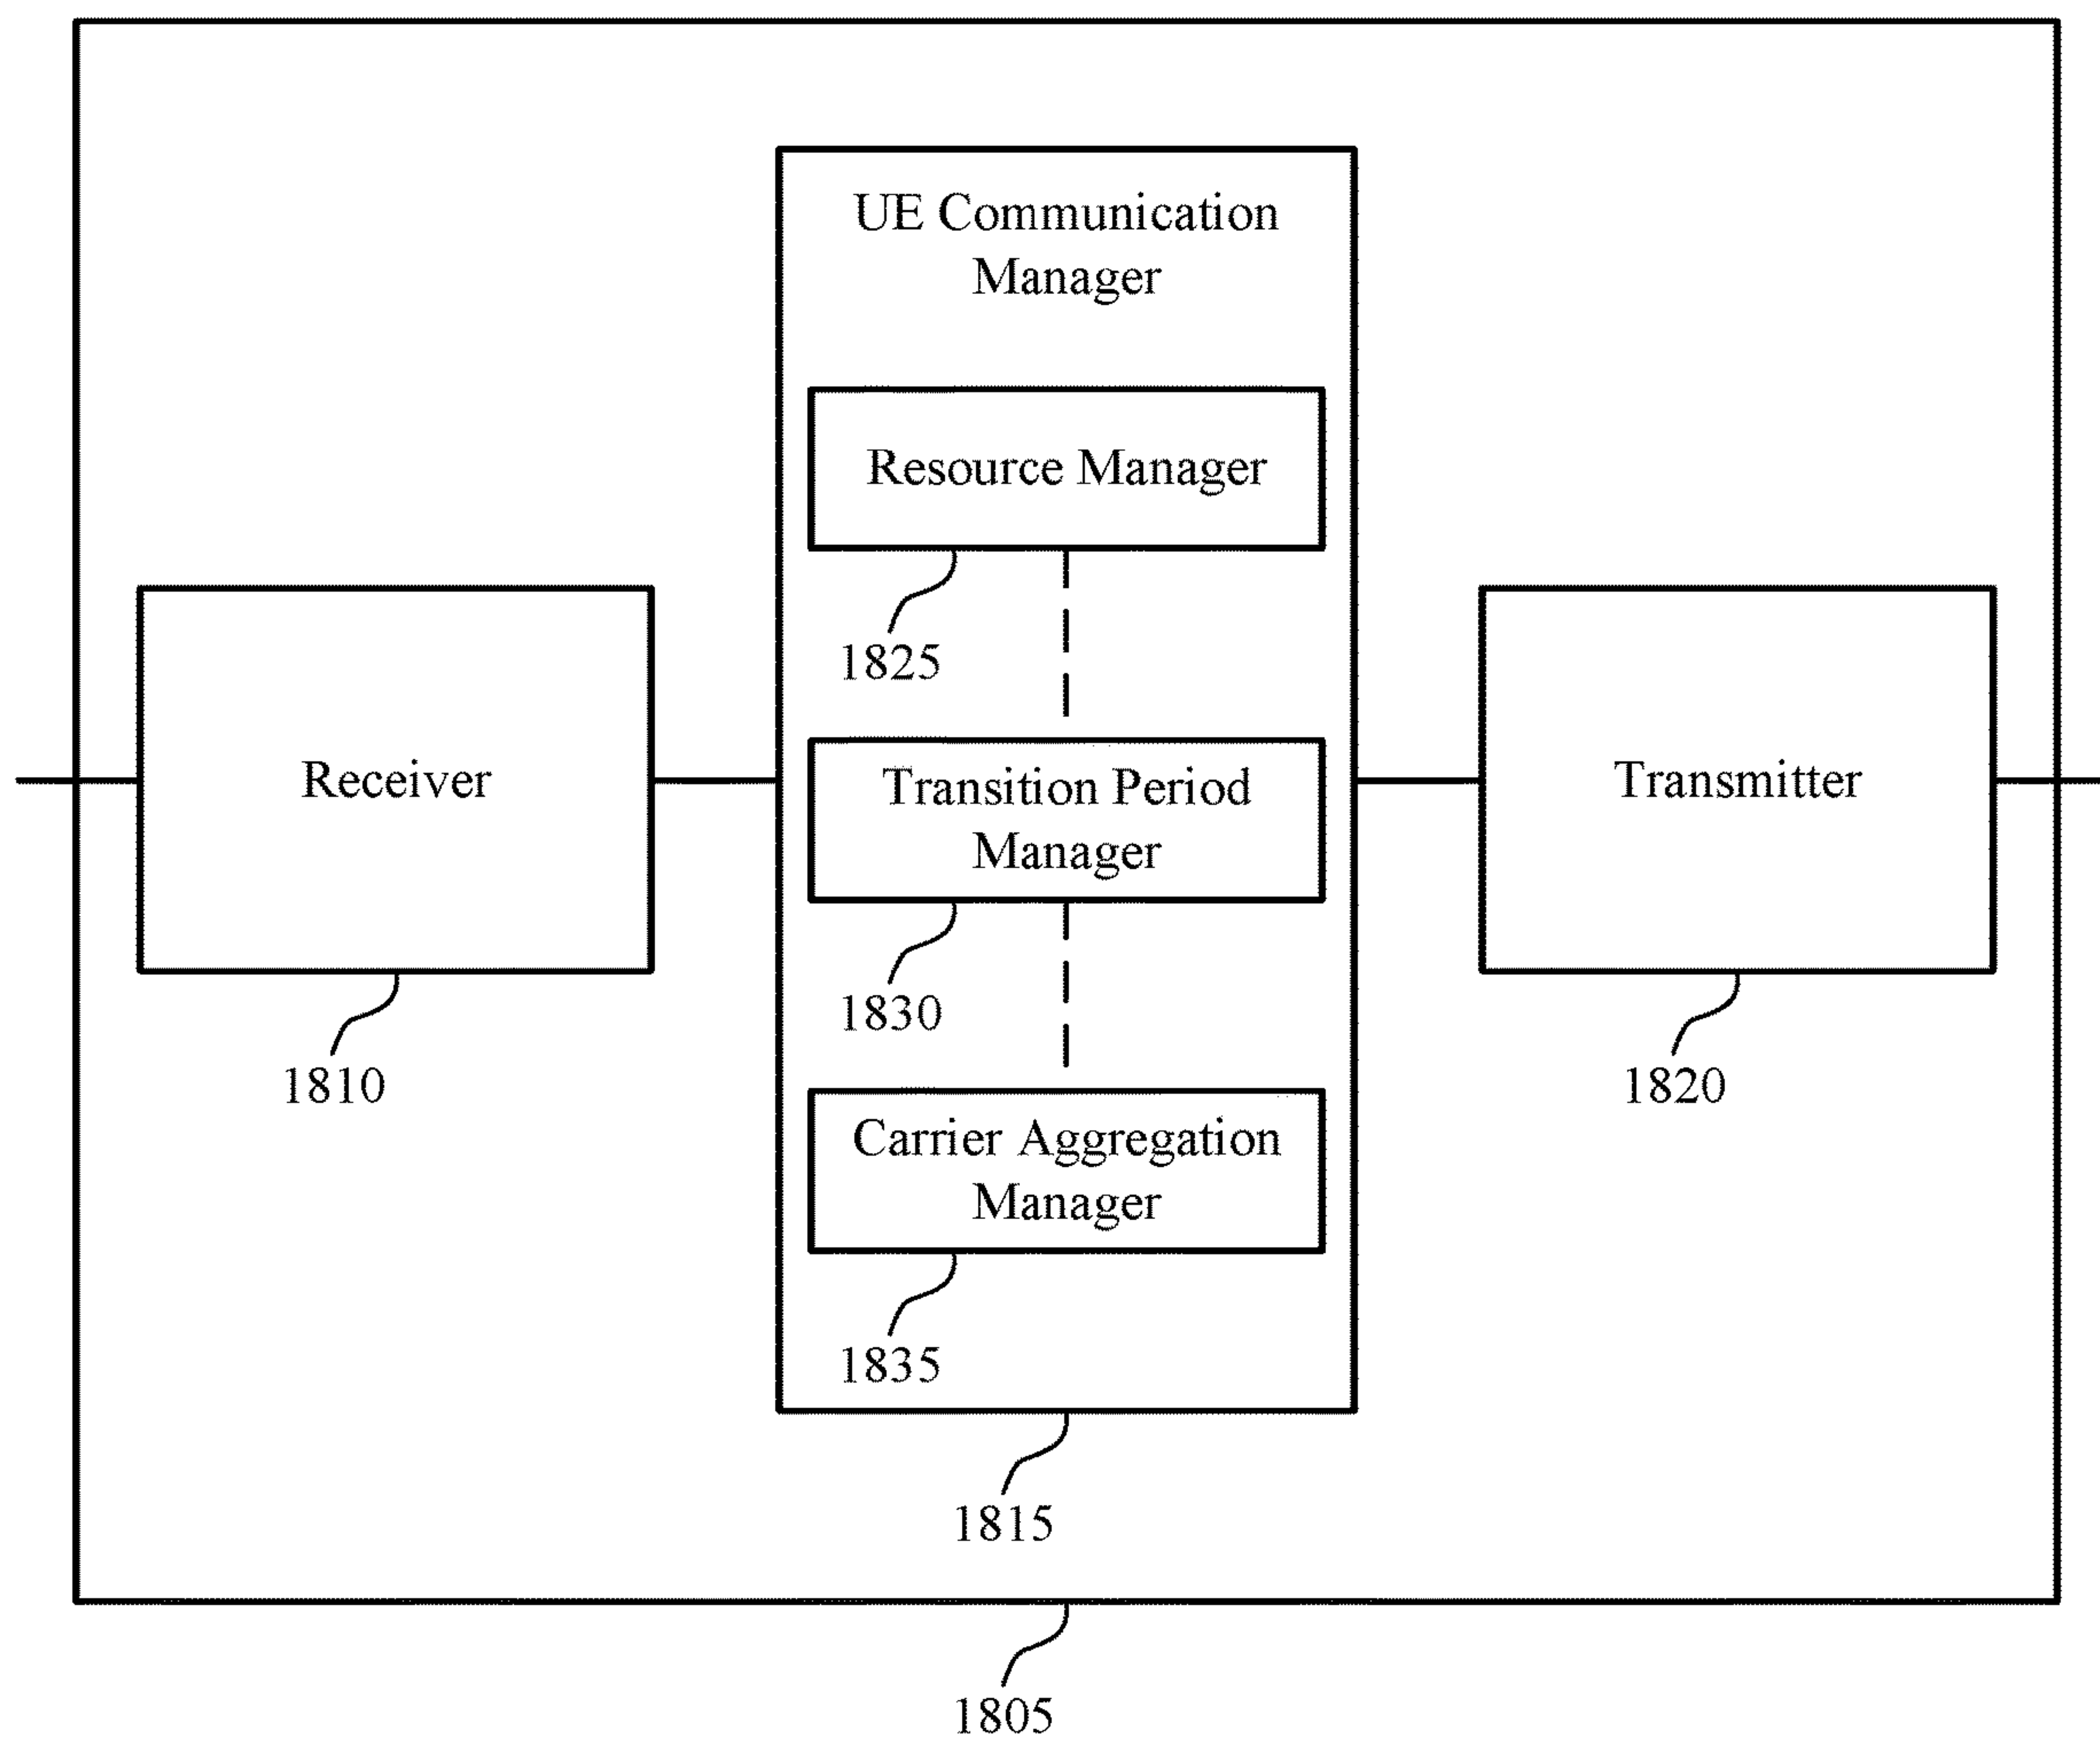 UE Communication
Manager
Resource Manager
1825
Receiver
1810
Transition Period
Manager
1830
Transmitter
1820
Carrier Aggregation
Manager
1835
1815
1805